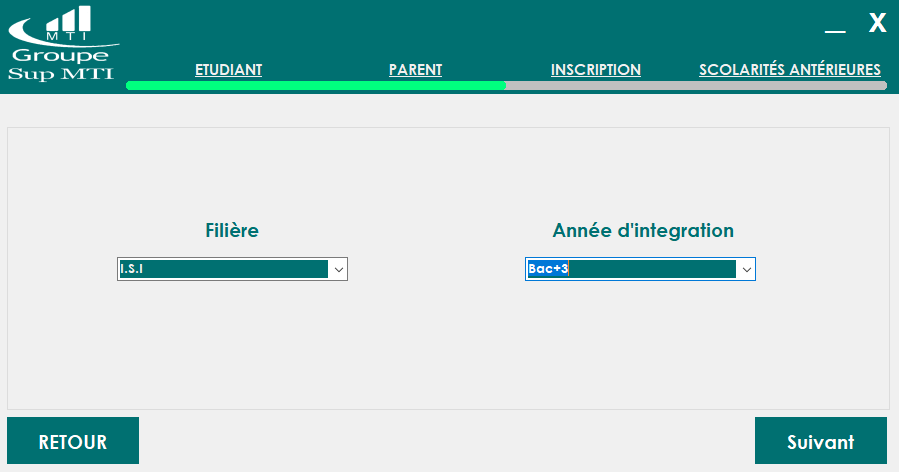 MTI
Groupe
Sup MTI
_ X
ETUDIANT PARENT INSCRIPTION SCOLARITÉS ANTÉRIEURES
Filière Année d'integration
I.S.I Bac+3
RETOUR Suivant